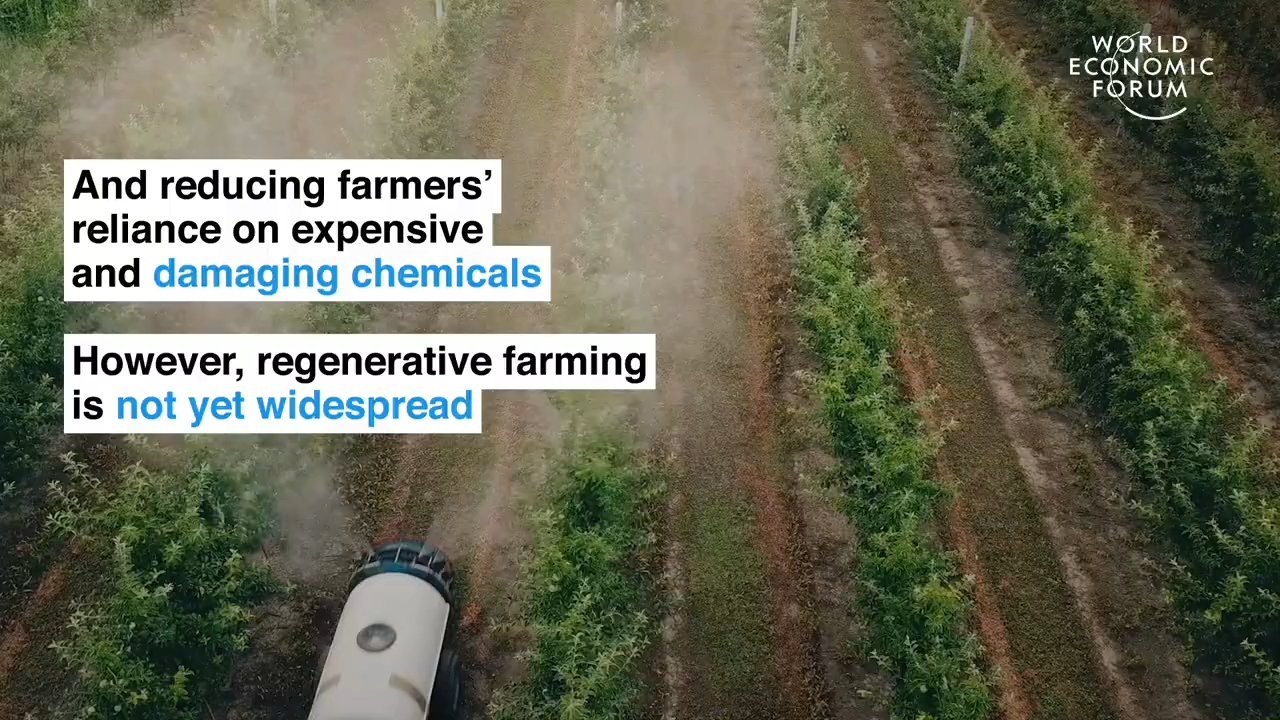 WORLD
ECONOMIC
FORUM
And reducing farmers’
reliance on expensive
and damaging chemicals
However, regenerative farming
is not yet widespread